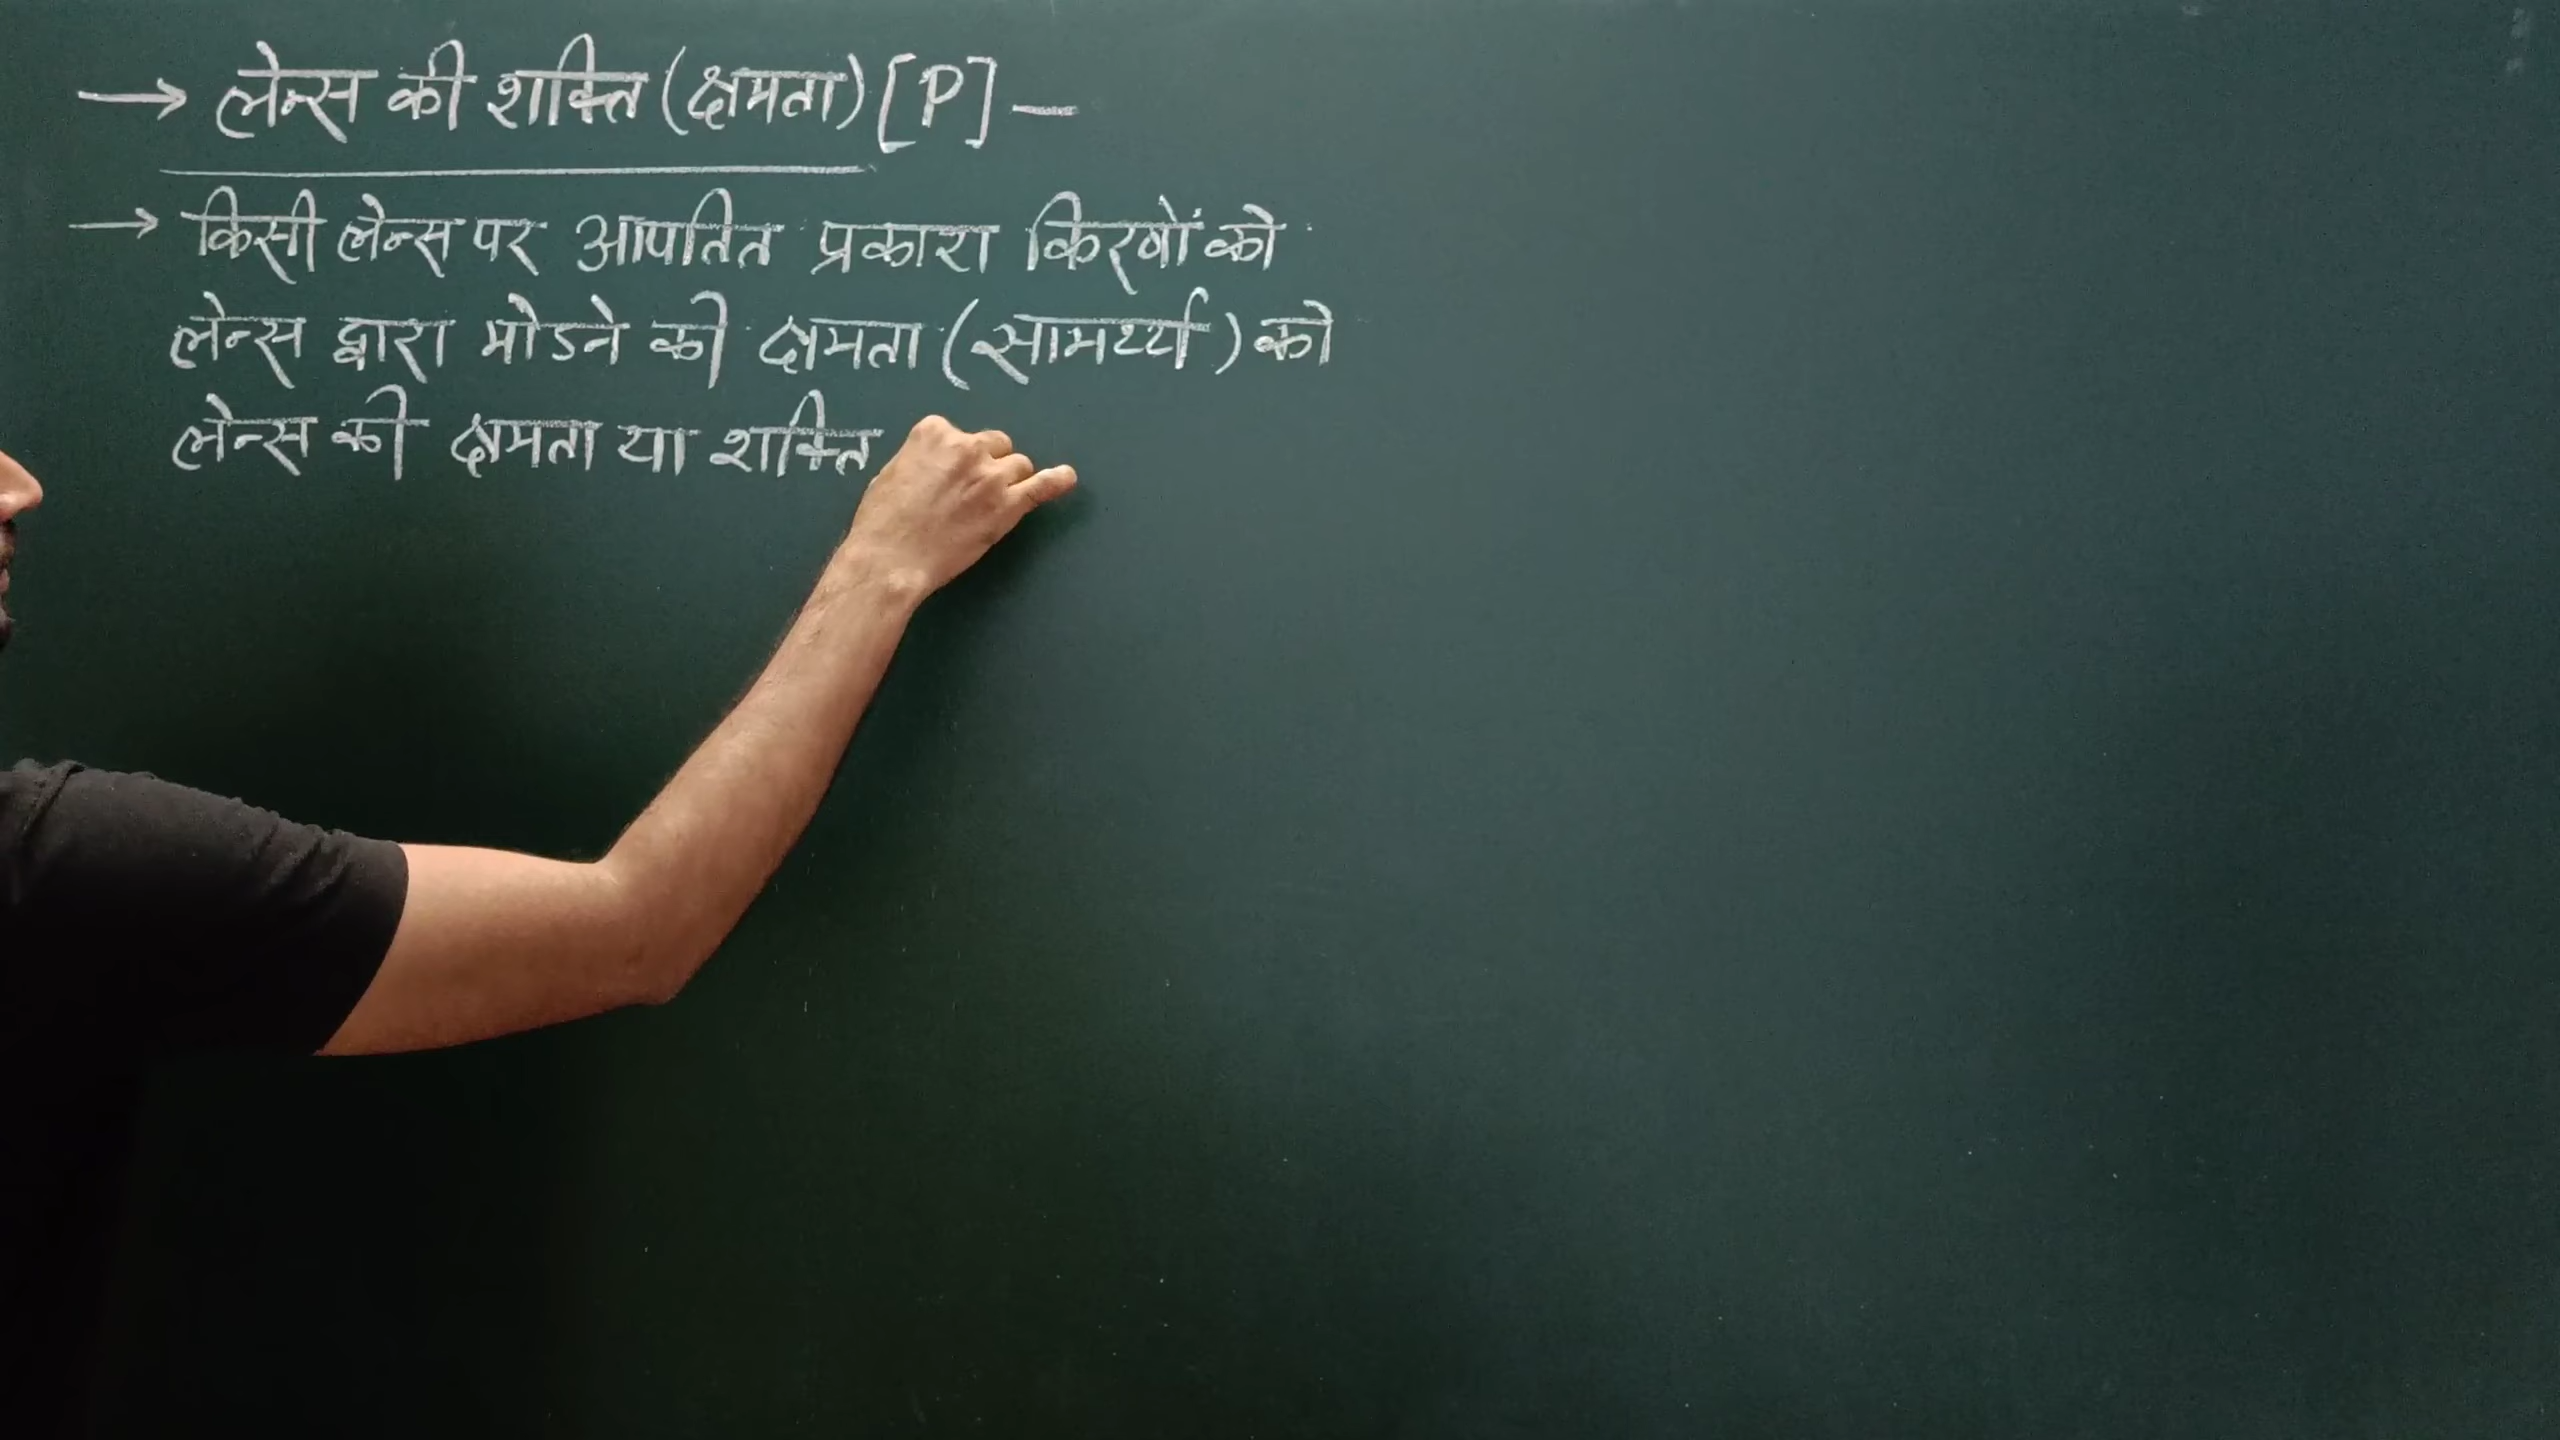 → लेन्स की शक्ति (क्षमता) [P] —
→ किसी लेन्स पर आपतित प्रकाश किरणों को
लेन्स द्वारा मोडने की क्षमता (सामर्थ्य) को
लेन्स की क्षमता या शक्ति